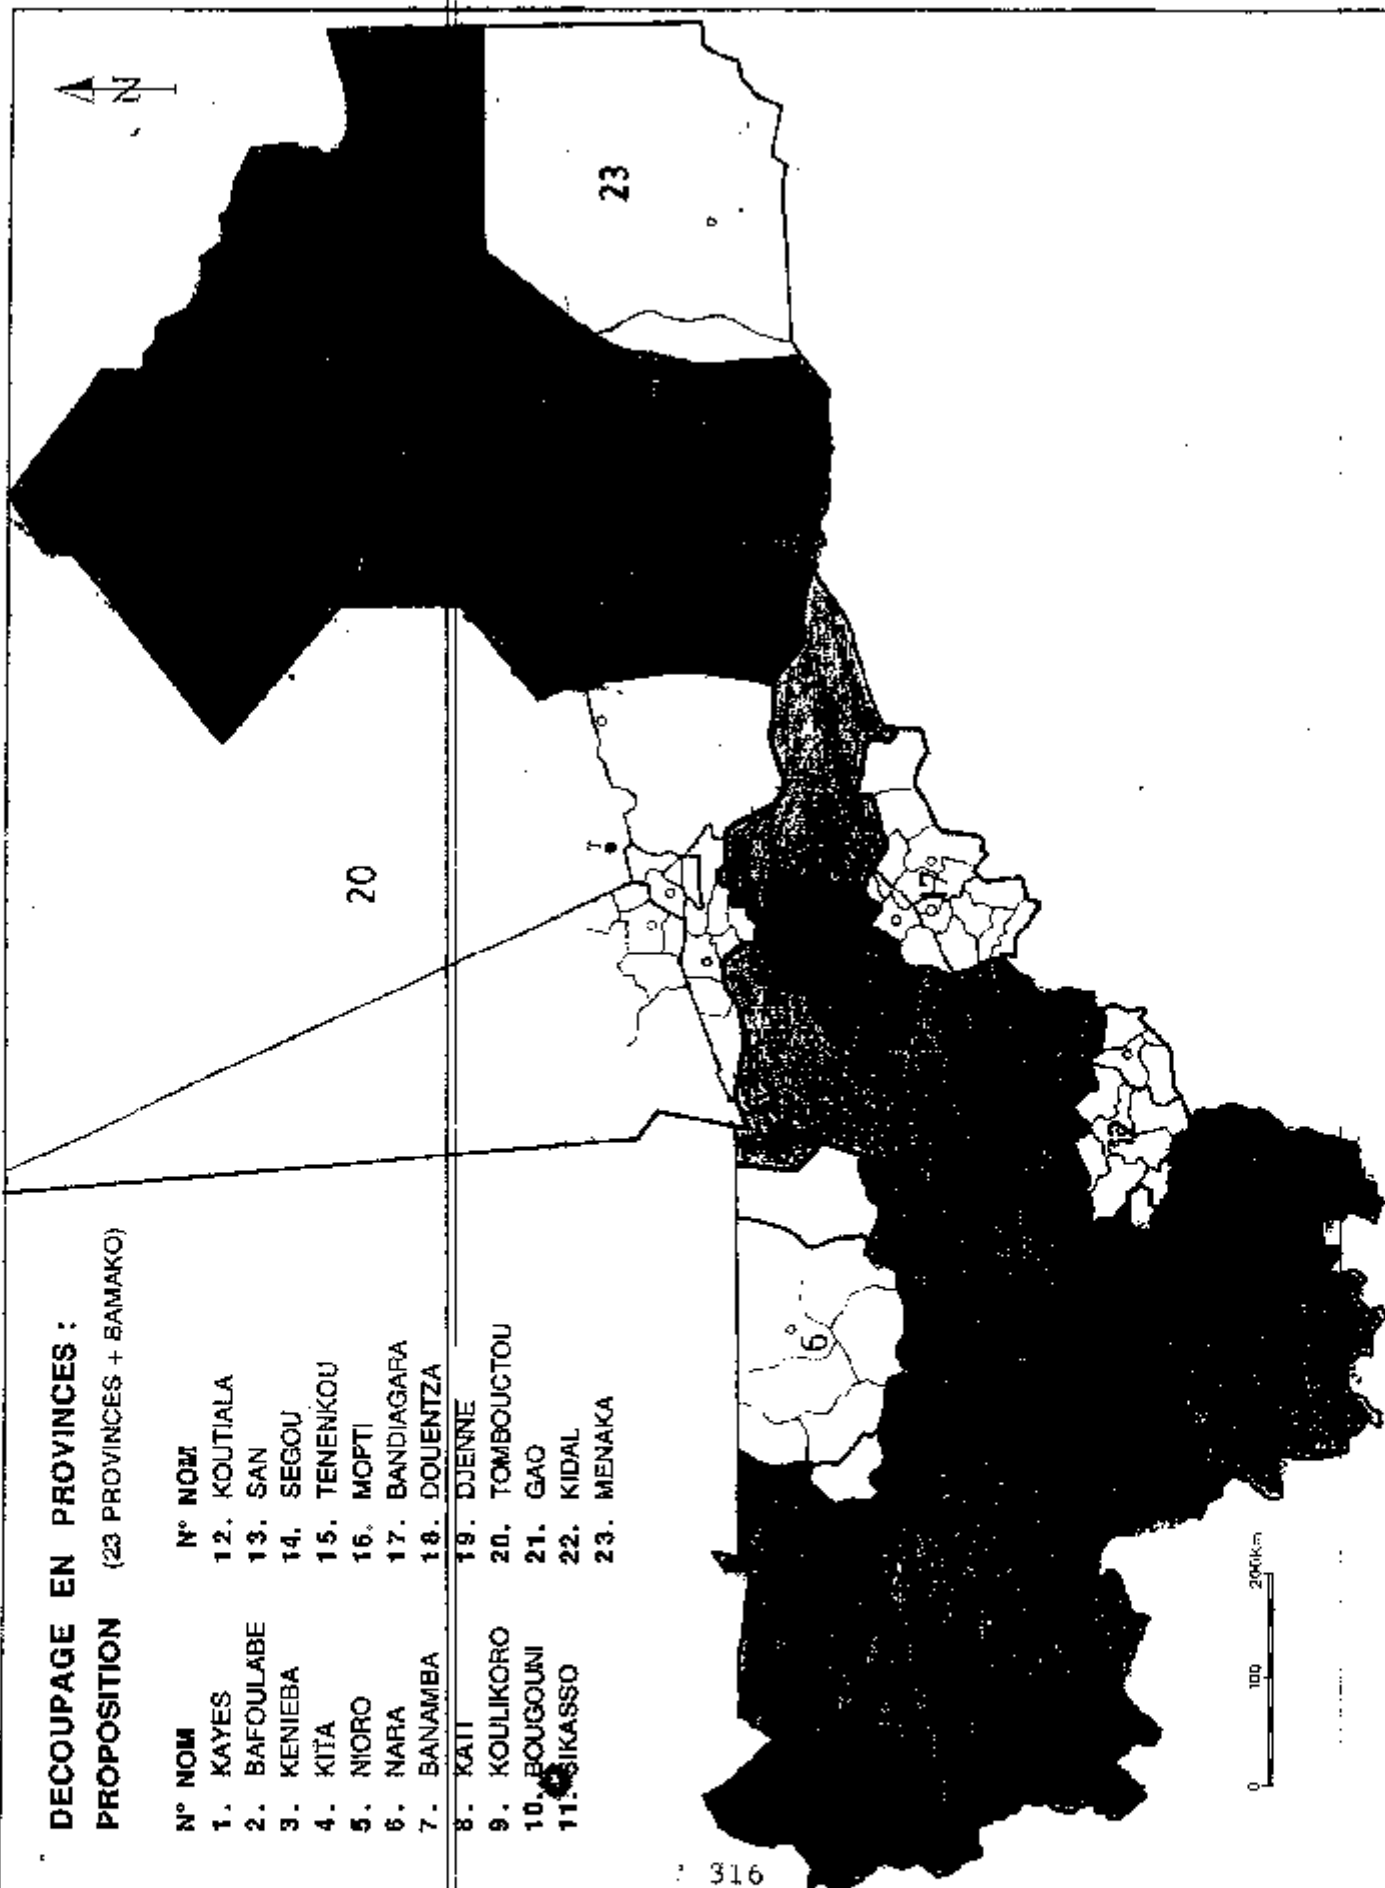 DECOUPAGE EN PROVINCES :
PROPOSITION (23 PROVINCES + BAMAKO)
N° NOM
1. KAYES
2. BAFOULABE
3. KENIEBA
4. KITA
5. NIORO
6. NARA
7. BANAMBA
8. KATI
9. KOULIKORO
10. BOUGOUNI
11. SIKASSO
N° NOM
12. KOUTIALA
13. SAN
14. SEGOU
15. TENENKOU
16. MOPTI
17. BANDIAGARA
18. DOUENTZA
19. DJENNE
20. TOMBOUCTOU
21. GAO
22. KIDAL
23. MENAKA
N
20
23
T
6
17
12
0 100 200Km
316